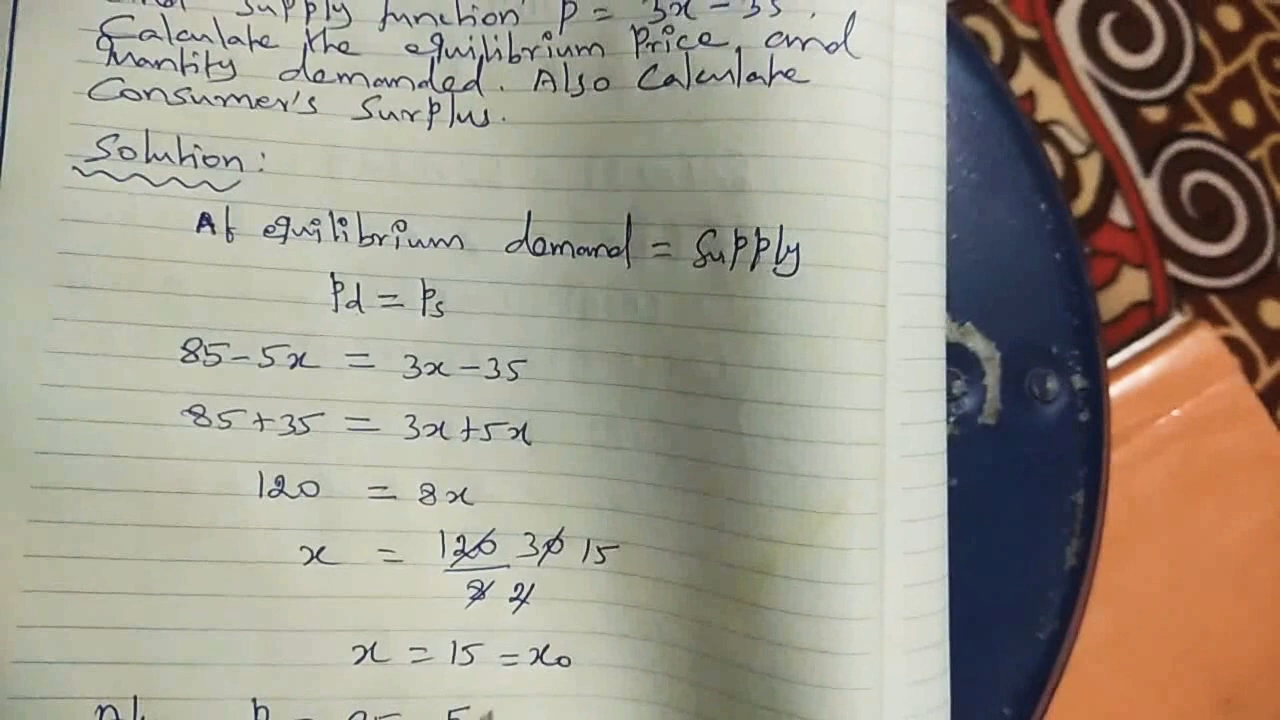 supply function p = 3x - 35.
Calculate the equilibrium price, and
quantity demanded. Also Calculate
Consumer's Surplus.
Solution:
At equilibrium demand = Supply
Pd = Ps
85 - 5x = 3x - 35
85 + 35 = 3x + 5x
120 = 8x
x = 120/8 30/2 15
x = 15 = x₀